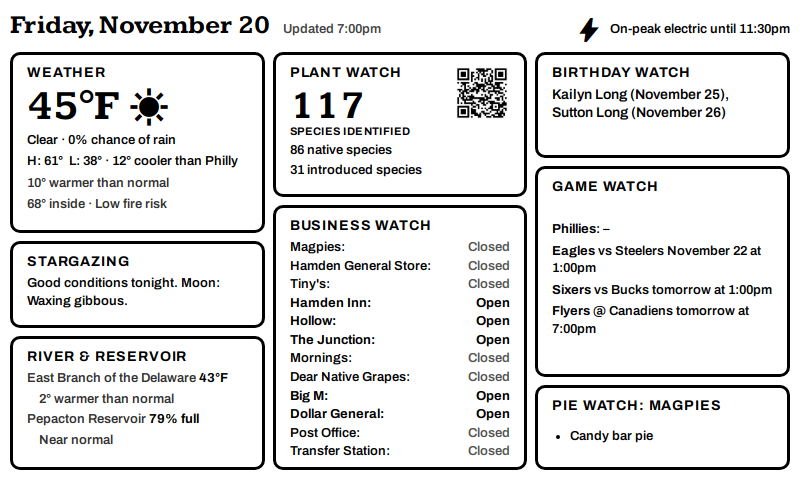 Friday, November 20 Updated 7:00pm
On-peak electric until 11:30pm
WEATHER
45°F
Clear · 0% chance of rain
H: 61° L: 38° · 12° cooler than Philly
10° warmer than normal
68° inside · Low fire risk
STARGAZING
Good conditions tonight. Moon:
Waxing gibbous.
RIVER & RESERVOIR
East Branch of the Delaware 43°F
2° warmer than normal
Pepacton Reservoir 79% full
Near normal
PLANT WATCH
117
SPECIES IDENTIFIED
86 native species
31 introduced species
BUSINESS WATCH
Magpies: Closed
Hamden General Store: Closed
Tiny's: Closed
Hamden Inn: Open
Hollow: Open
The Junction: Open
Mornings: Closed
Dear Native Grapes: Closed
Big M: Open
Dollar General: Open
Post Office: Closed
Transfer Station: Closed
BIRTHDAY WATCH
Kailyn Long (November 25),
Sutton Long (November 26)
GAME WATCH
Phillies: –
Eagles vs Steelers November 22 at
1:00pm
Sixers vs Bucks tomorrow at 1:00pm
Flyers @ Canadiens tomorrow at
7:00pm
PIE WATCH: MAGPIES
• Candy bar pie